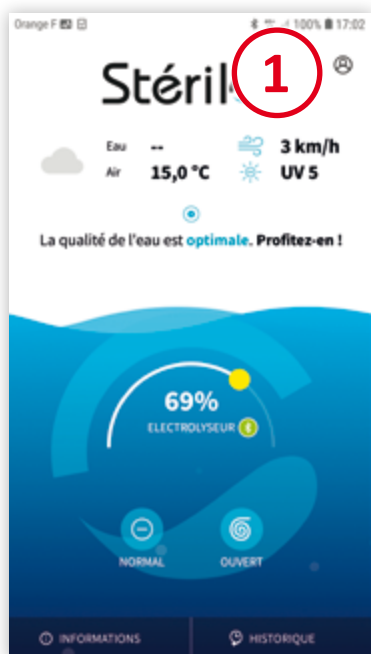 Orange F 100% 17:02
Stéril
1
Eau -- 3 km/h
Air 15,0 °C UV 5
La qualité de l'eau est optimale. Profitez-en !
69%
ELECTROLYSEUR
NORMAL OUVERT
INFORMATIONS HISTORIQUE